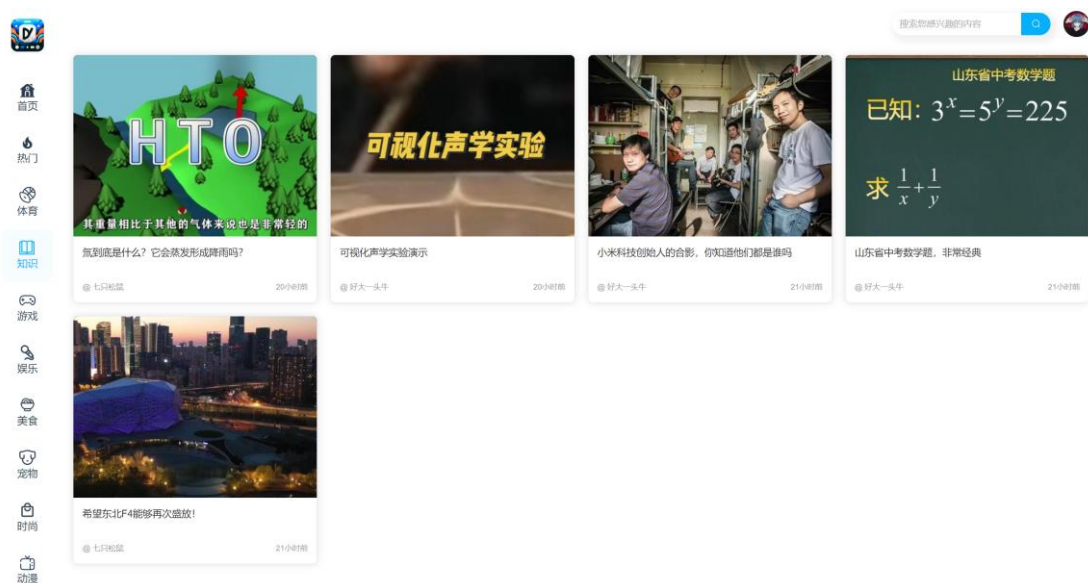 搜索您感兴趣的内容
首页
热门
体育
知识
游戏
娱乐
美食
宠物
时尚
动漫
HTO
其重量相比于其他的气体来说也是非常轻的
氚到底是什么？它会蒸发形成降雨吗？
@ 七只松鼠
20小时前
可视化声学实验
可视化声学实验演示
@ 好大一头牛
20小时前
小米科技创始人的合影，你知道他们都是谁吗
@ 好大一头牛
21小时前
山东省中考数学题
已知: 3^x=5^y=225
求 1/x+1/y
山东省中考数学题，非常经典
@ 好大一头牛
21小时前
希望东北F4能够再次盛放！
@ 七只松鼠
21小时前